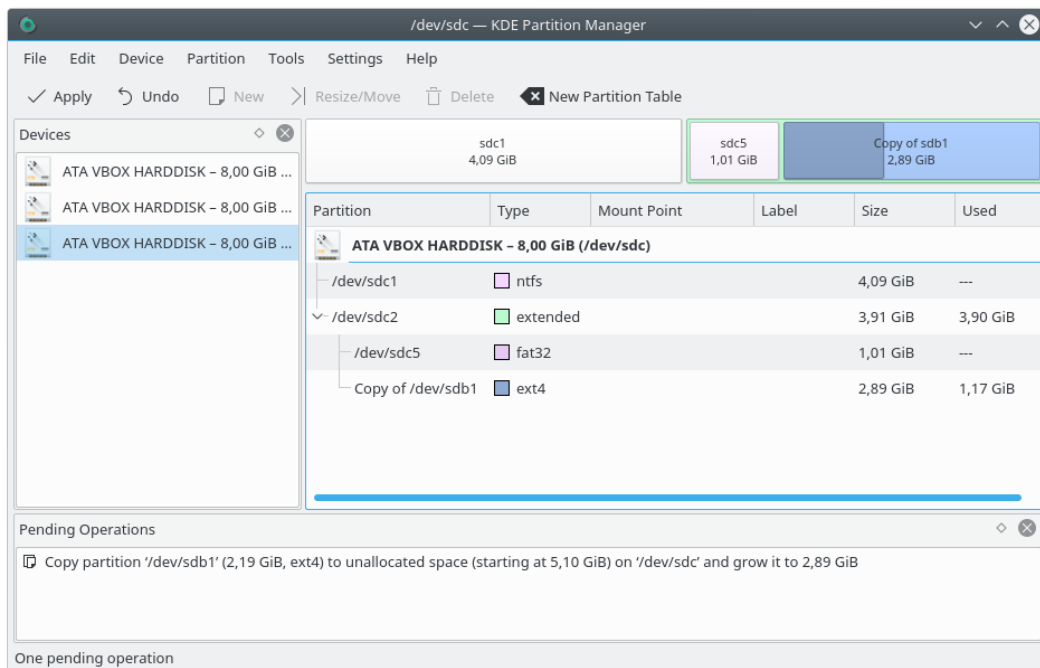 /dev/sdc — KDE Partition Manager
File Edit Device Partition Tools Settings Help
Apply Undo New Resize/Move Delete New Partition Table
Devices
ATA VBOX HARDDISK – 8,00 GiB ...
ATA VBOX HARDDISK – 8,00 GiB ...
ATA VBOX HARDDISK – 8,00 GiB ...
sdc1
4,09 GiB
sdc5
1,01 GiB
Copy of sdb1
2,89 GiB
Partition Type Mount Point Label Size Used
ATA VBOX HARDDISK – 8,00 GiB (/dev/sdc)
/dev/sdc1 ntfs 4,09 GiB ---
/dev/sdc2 extended 3,91 GiB 3,90 GiB
/dev/sdc5 fat32 1,01 GiB ---
Copy of /dev/sdb1 ext4 2,89 GiB 1,17 GiB
Pending Operations
Copy partition ‘/dev/sdb1’ (2,19 GiB, ext4) to unallocated space (starting at 5,10 GiB) on ‘/dev/sdc’ and grow it to 2,89 GiB
One pending operation